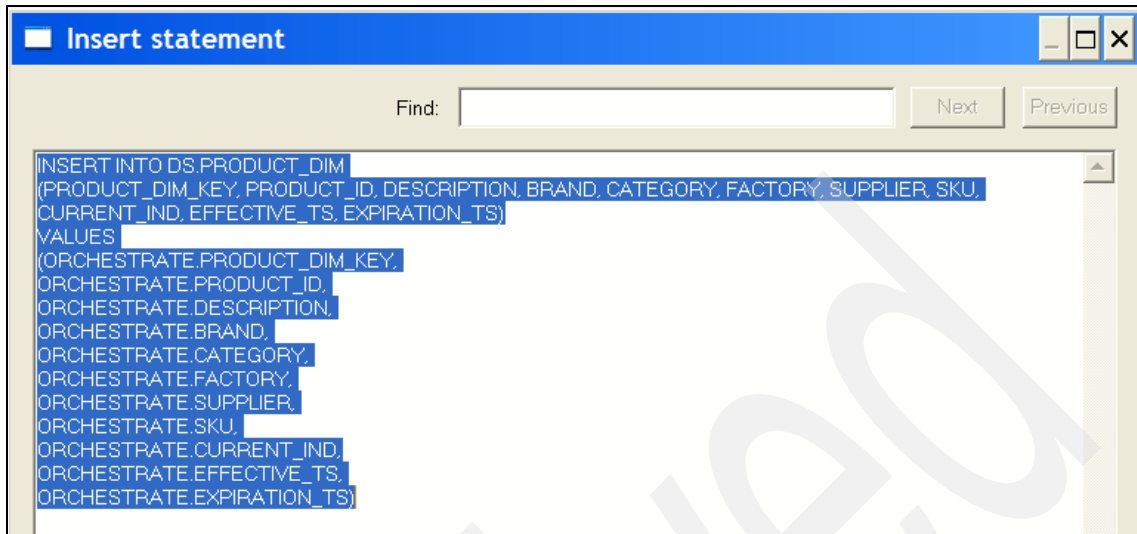 Insert statement
Find:
Next
Previous
INSERT INTO DS.PRODUCT_DIM
(PRODUCT_DIM_KEY, PRODUCT_ID, DESCRIPTION, BRAND, CATEGORY, FACTORY, SUPPLIER, SKU,
CURRENT_IND, EFFECTIVE_TS, EXPIRATION_TS)
VALUES
(ORCHESTRATE.PRODUCT_DIM_KEY,
ORCHESTRATE.PRODUCT_ID,
ORCHESTRATE.DESCRIPTION,
ORCHESTRATE.BRAND,
ORCHESTRATE.CATEGORY,
ORCHESTRATE.FACTORY,
ORCHESTRATE.SUPPLIER,
ORCHESTRATE.SKU,
ORCHESTRATE.CURRENT_IND,
ORCHESTRATE.EFFECTIVE_TS,
ORCHESTRATE.EXPIRATION_TS)